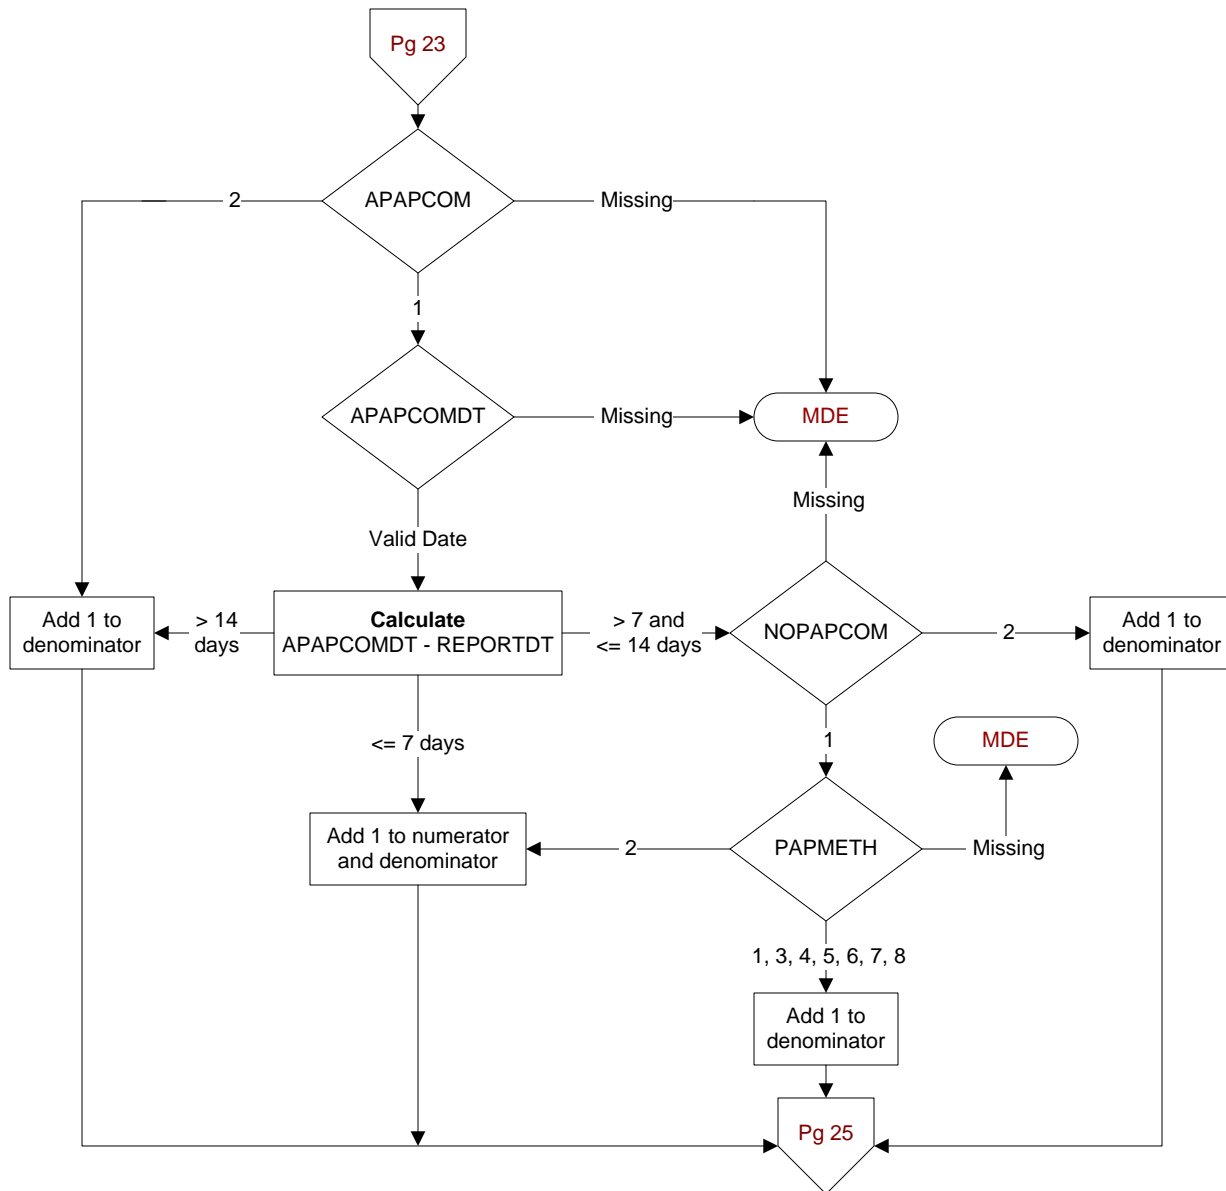 Pg 23
APAPCOM
2
Missing
1
APAPCOMDT
Missing
MDE
Missing
Valid Date
Add 1 to
denominator
> 14
days
Calculate
APAPCOMDT - REPORTDT
> 7 and
<= 14 days
NOPAPCOM
2
Add 1 to
denominator
<= 7 days
1
MDE
Add 1 to numerator
and denominator
2
PAPMETH
Missing
1, 3, 4, 5, 6, 7, 8
Add 1 to
denominator
Pg 25